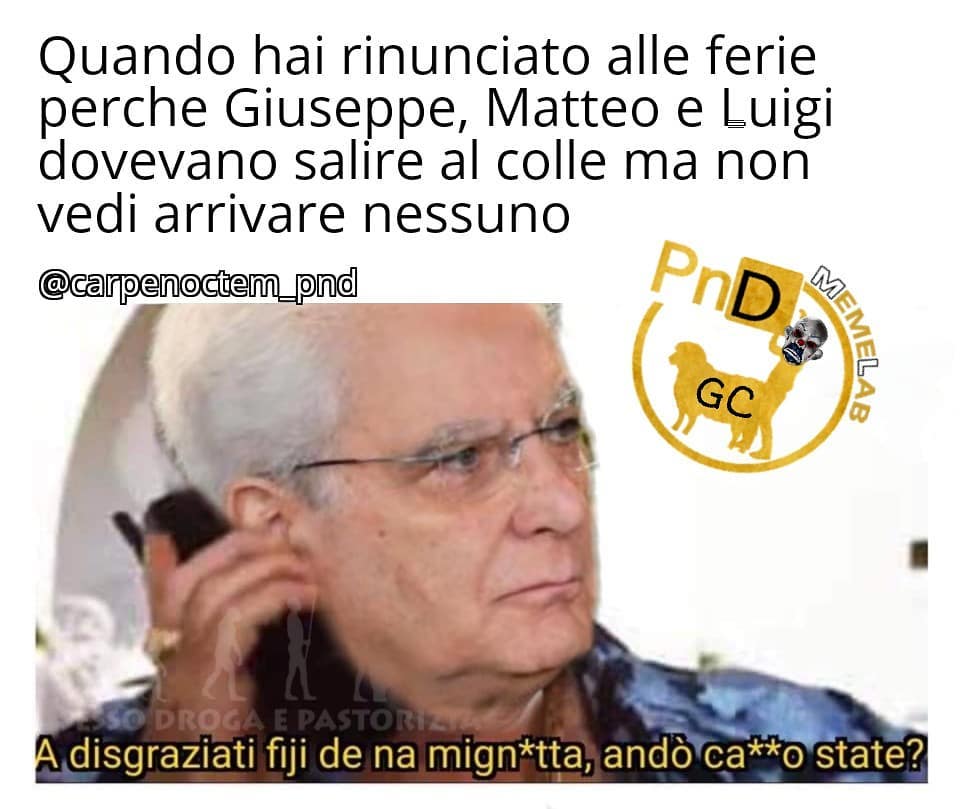 Quando hai rinunciato alle ferie
perche Giuseppe, Matteo e Luigi
dovevano salire al colle ma non
vedi arrivare nessuno
@carpenoctem_pnd
PnD
MEMELAB
GC
ESSO DROGA E PASTORIZIA
A disgraziati fiji de na mign*tta, andò ca**o state?